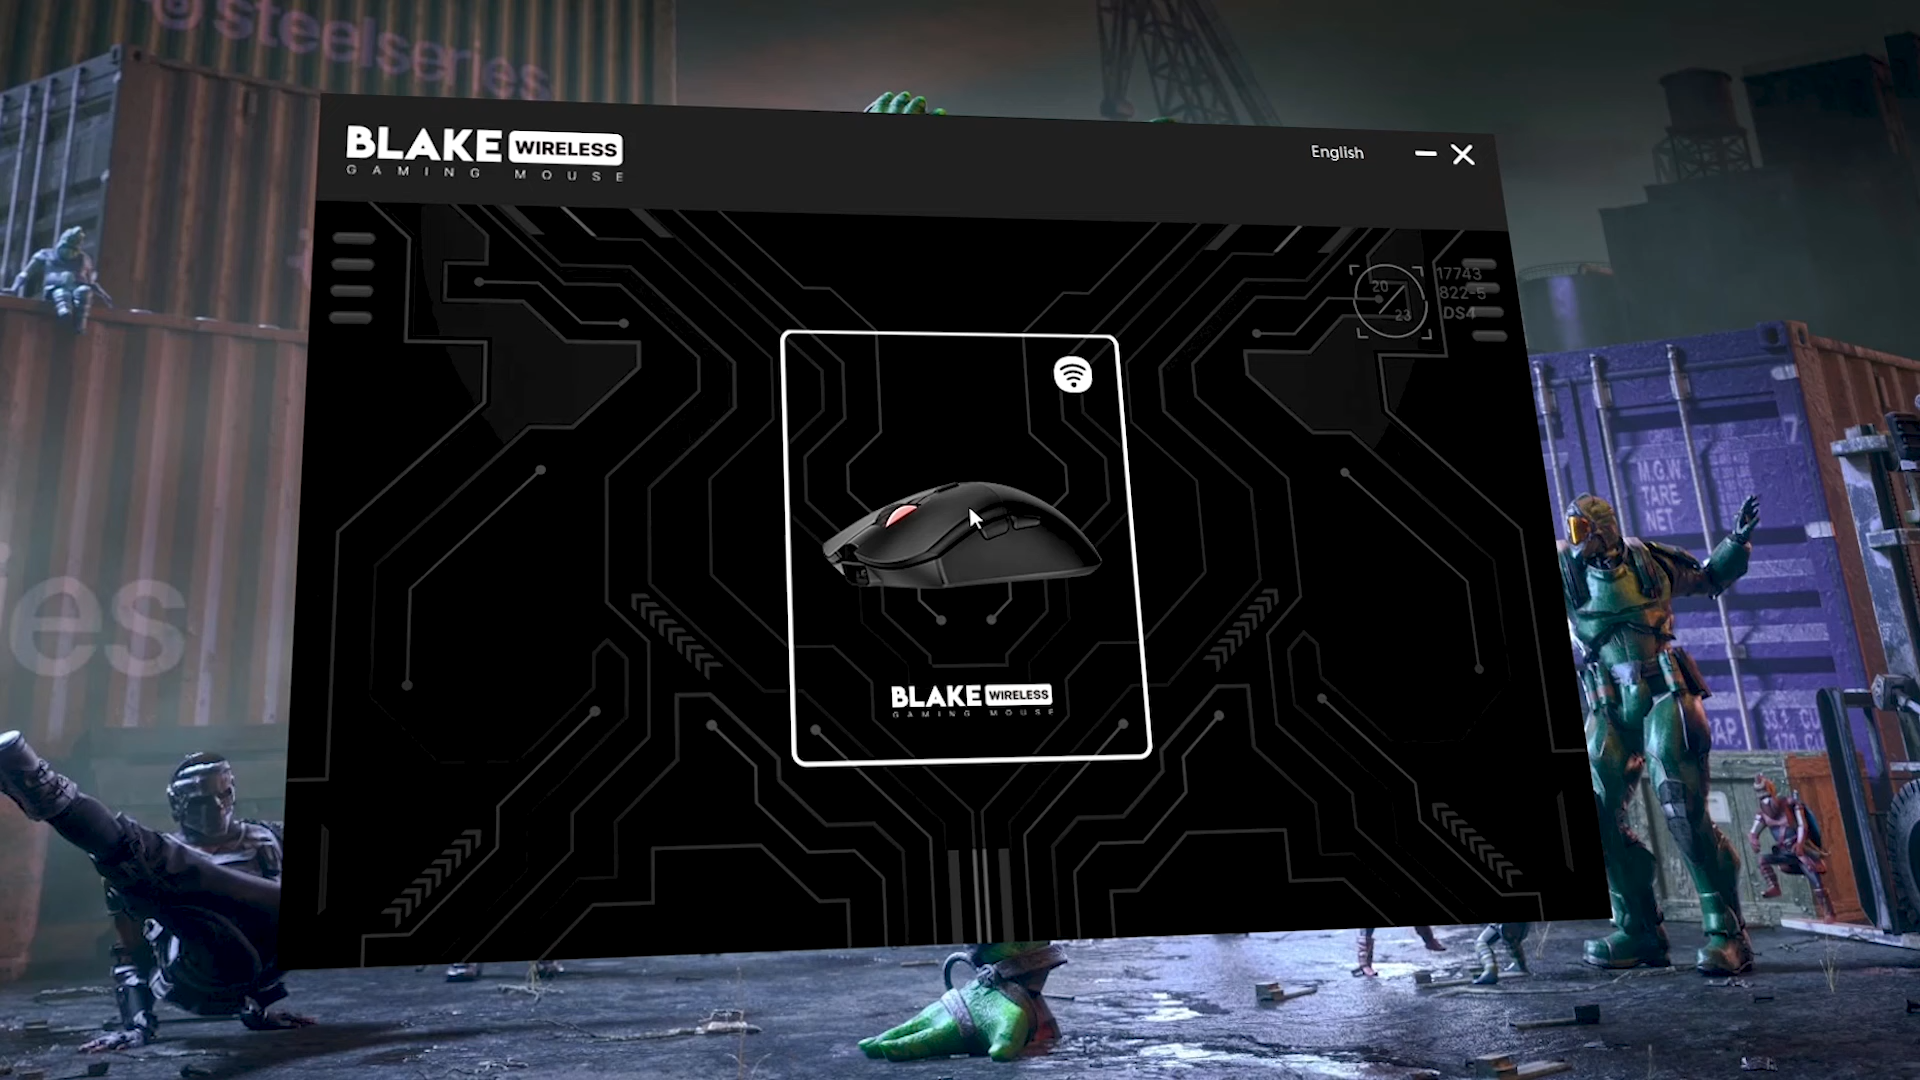 steelseries
BLAKE WIRELESS
GAMING MOUSE
English
20
23
17743
822-5
DS4
BLAKE WIRELESS
GAMING MOUSE
ies
M.G.W.
TARE
NET